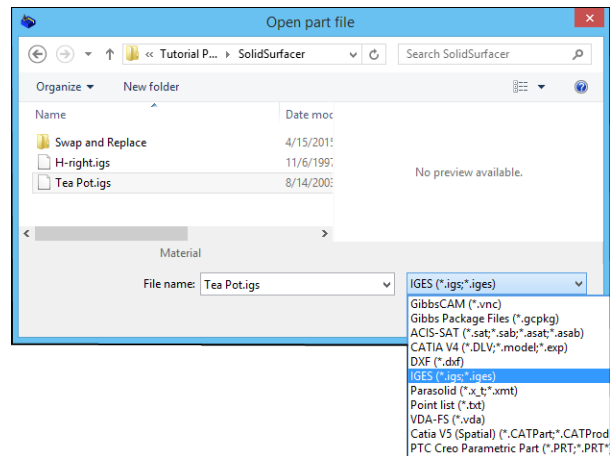 Open part file
« Tutorial P... SolidSurfacer
Search SolidSurfacer
Organize
New folder
Name
Date mod
Swap and Replace
4/15/2015
H-right.igs
11/6/1997
Tea Pot.igs
8/14/2003
No preview available.
Material
File name:
Tea Pot.igs
IGES (*.igs;*.iges)
GibbsCAM (*.vnc)
Gibbs Package Files (*.gcpkg)
ACIS-SAT (*.sat;*.sab;*.asat;*.asab)
CATIA V4 (*.DLV;*.model;*.exp)
DXF (*.dxf)
IGES (*.igs;*.iges)
Parasolid (*.x_t;*.xmt)
Point list (*.txt)
VDA-FS (*.vda)
Catia V5 (Spatial) (*.CATPart;*.CATProd
PTC Creo Parametric Part (*.PRT;*.PRT*